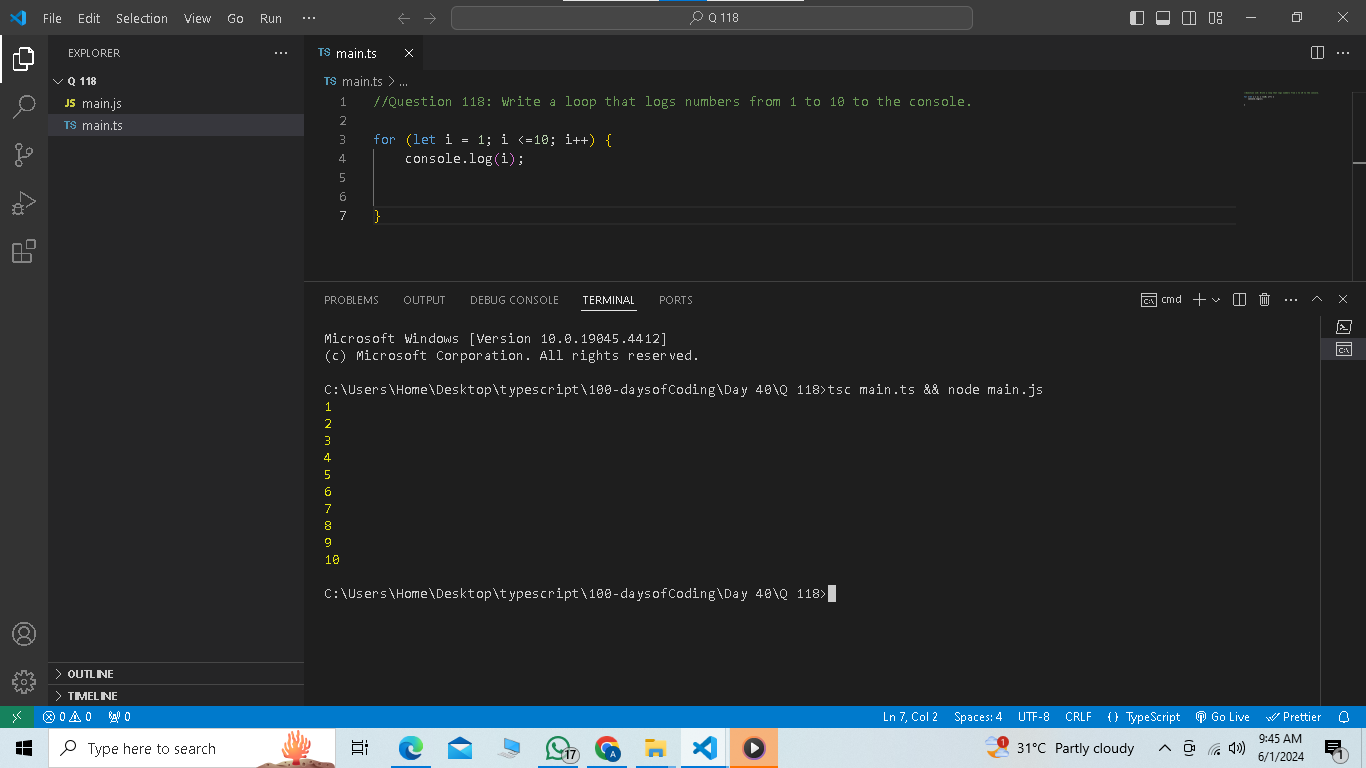 File Edit Selection View Go Run ···
Q 118
EXPLORER ···
Q 118
JS main.js
TS main.ts
OUTLINE
TIMELINE
TS main.ts
TS main.ts > ...
1 //Question 118: Write a loop that logs numbers from 1 to 10 to the console.
2
3 for (let i = 1; i <=10; i++) {
4     console.log(i);
5
6
7 }
PROBLEMS OUTPUT DEBUG CONSOLE TERMINAL PORTS
cmd
Microsoft Windows [Version 10.0.19045.4412]
(c) Microsoft Corporation. All rights reserved.
C:\Users\Home\Desktop\typescript\100-daysofCoding\Day 40\Q 118>tsc main.ts && node main.js
1
2
3
4
5
6
7
8
9
10
C:\Users\Home\Desktop\typescript\100-daysofCoding\Day 40\Q 118>
0 0 0 Ln 7, Col 2 Spaces: 4 UTF-8 CRLF {} TypeScript Go Live Prettier
Type here to search 17 A 1 31°C Partly cloudy 9:45 AM
6/1/2024 1